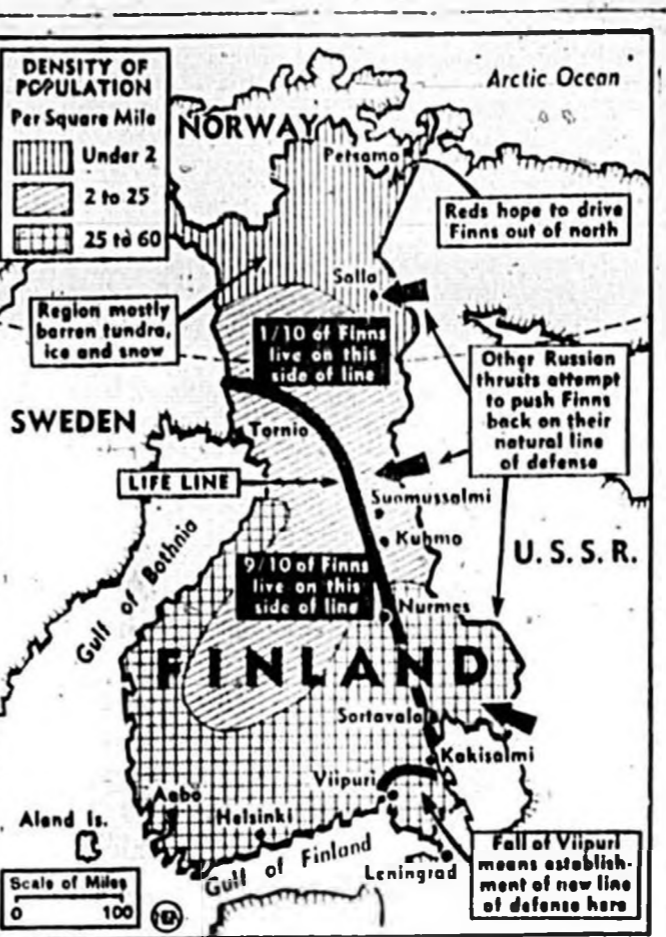 DENSITY OF
POPULATION
Per Square Mile
Under 2
2 to 25
25 to 60
Arctic Ocean
NORWAY
Petsamo
Reds hope to drive
Finns out of north
Salla
Region mostly
barren tundra,
ice and snow
1/10 of Finns
live on this
side of line
Other Russian
thrusts attempt
to push Finns
back on their
natural line
of defense
SWEDEN
Tornio
LIFE LINE
Suomussalmi
Kuhmo
U. S. S. R.
Gulf of Bothnia
9/10 of Finns
live on this
side of line
Nurmes
FINLAND
Sortavala
Kakisalmi
Viipuri
Aabo
Helsinki
Aland Is.
Gulf of Finland
Leningrad
Fall of Viipuri
means establish-
ment of new line
of defense here
Scale of Miles
0 100